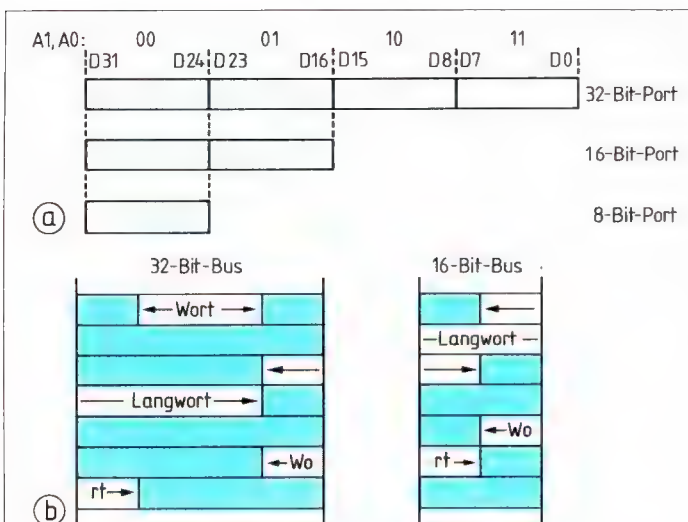 A1, A0: 00 01 10 11
D31 D24 D23 D16 D15 D8 D7 D0
32-Bit-Port
16-Bit-Port
a 8-Bit-Port
32-Bit-Bus 16-Bit-Bus
←Wort→ ←
—Langwort—
← →
Langwort→
←Wo
←Wo rt→
rt→
b